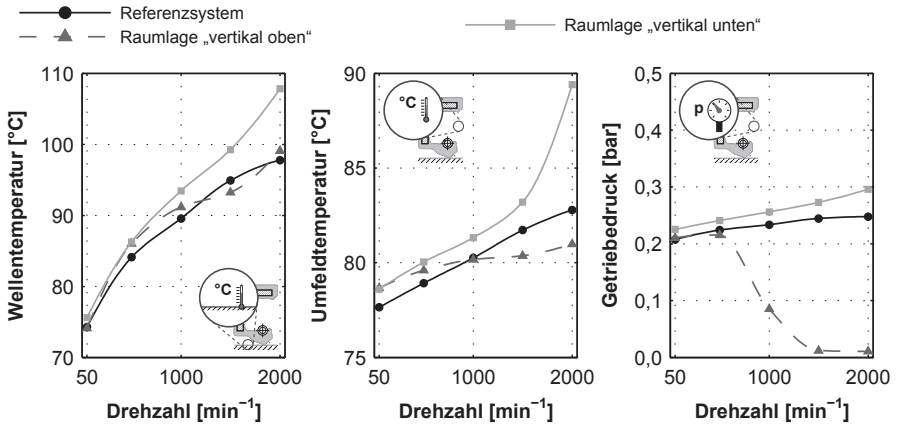 Referenzsystem
Raumlage „vertikal oben“
Raumlage „vertikal unten“
Wellentemperatur [°C]
110
100
90
80
70
°C
50
1000
2000
Drehzahl [min⁻¹]
Umfeldtemperatur [°C]
90
85
80
75
°C
50
1000
2000
Drehzahl [min⁻¹]
Getriebedruck [bar]
0,5
0,4
0,3
0,2
0,1
0,0
p
50
1000
2000
Drehzahl [min⁻¹]